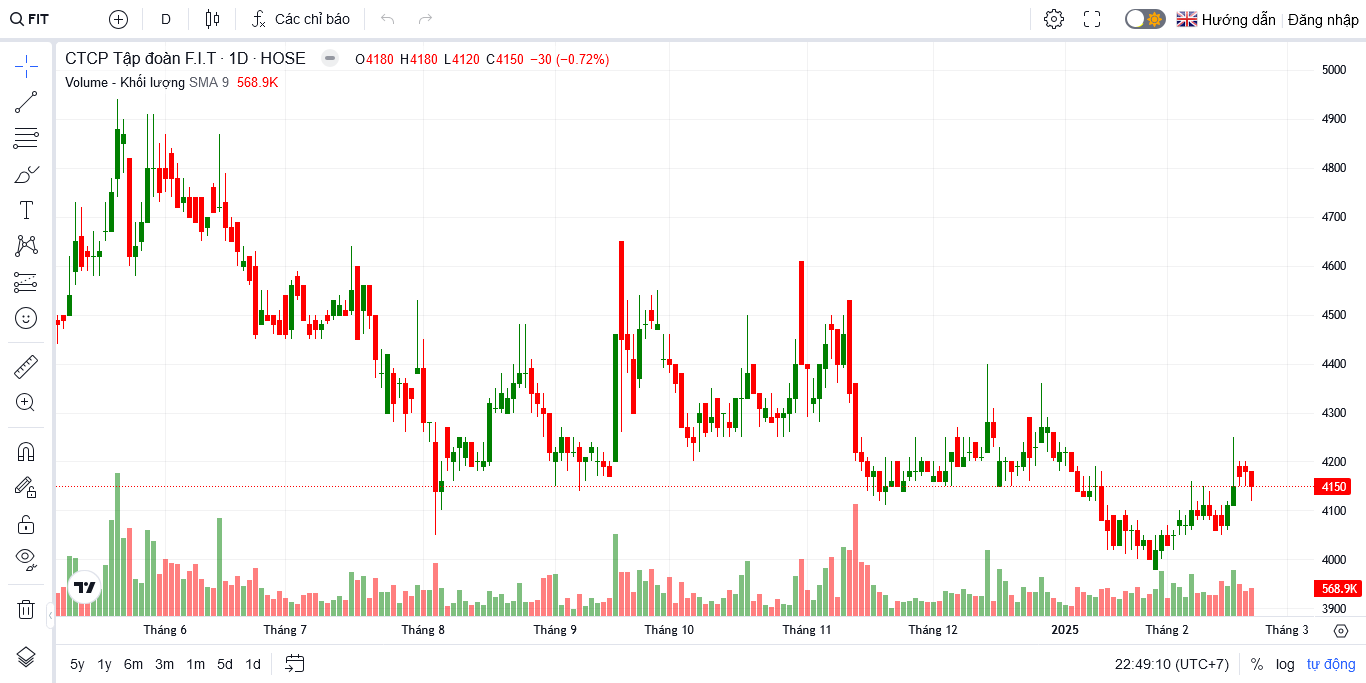 FIT D Các chỉ báo Hướng dẫn Đăng nhập
CTCP Tập đoàn F.I.T · 1D · HOSE O4180 H4180 L4120 C4150 −30 (−0.72%)
Volume - Khối lượng SMA 9 568.9K
5000
4900
4800
4700
4600
4500
4400
4300
4200
4150
4100
4000
568.9K
3900
Tháng 6 Tháng 7 Tháng 8 Tháng 9 Tháng 10 Tháng 11 Tháng 12 2025 Tháng 2 Tháng 3
5y 1y 6m 3m 1m 5d 1d 22:49:10 (UTC+7) % log tự động